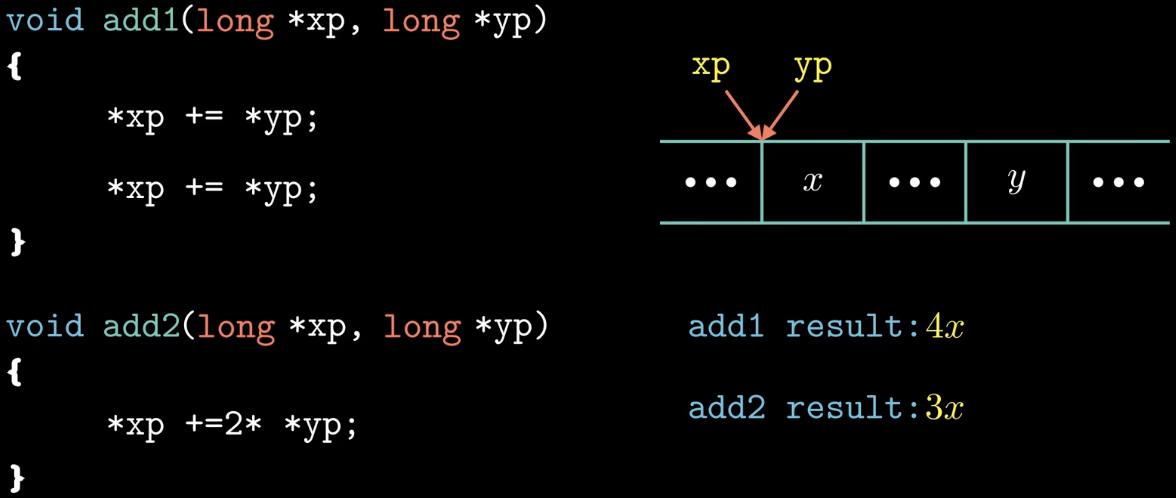 void add1(long *xp, long *yp)
{
*xp += *yp;
*xp += *yp;
}
xp yp
••• x ••• y •••
void add2(long *xp, long *yp)
{
*xp +=2* *yp;
}
add1 result:4x
add2 result:3x